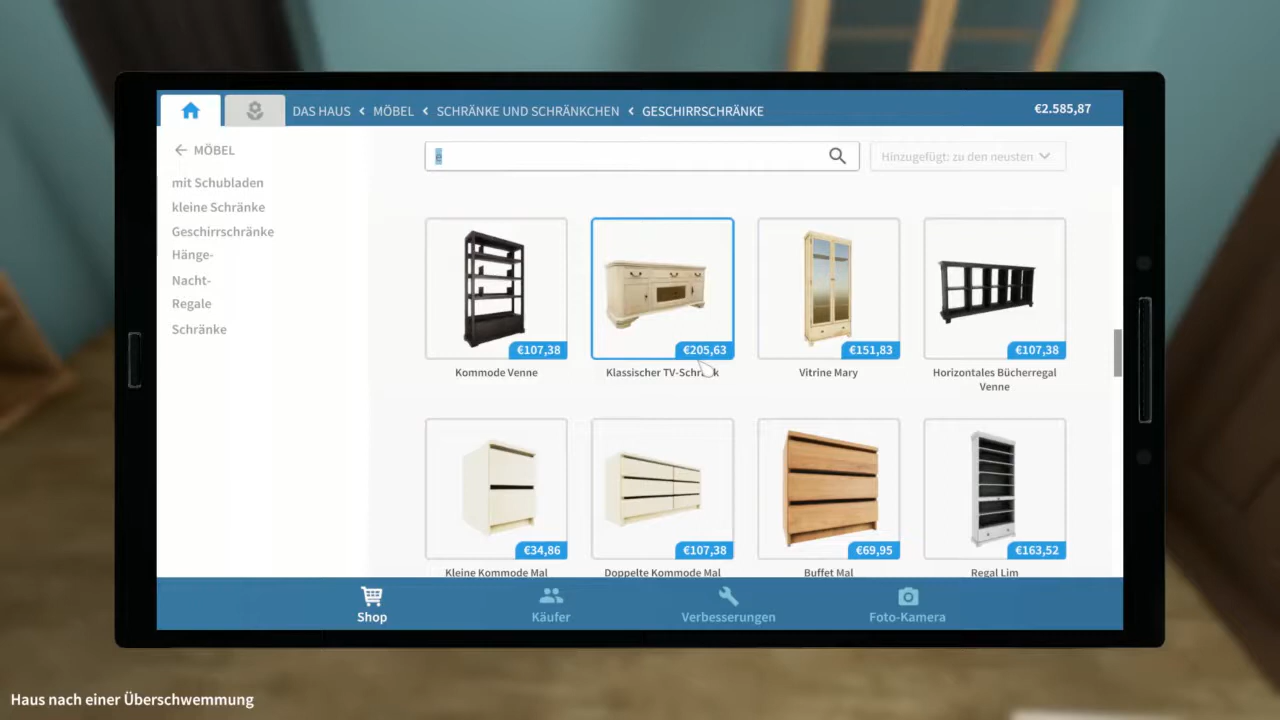 DAS HAUS < MÖBEL < SCHRÄNKE UND SCHRÄNKCHEN < GESCHIRRSCHRÄNKE
€2.585,87
← MÖBEL
mit Schubladen
kleine Schränke
Geschirrschränke
Hänge-
Nacht-
Regale
Schränke
e
Hinzugefügt: zu den neusten
€107,38
€205,63
€151,83
€107,38
Kommode Venne
Klassischer TV-Schrank
Vitrine Mary
Horizontales Bücherregal
Venne
€34,86
€107,38
€69,95
€163,52
Kleine Kommode Mal
Doppelte Kommode Mal
Buffet Mal
Regal Lim
Shop
Käufer
Verbesserungen
Foto-Kamera
Haus nach einer Überschwemmung